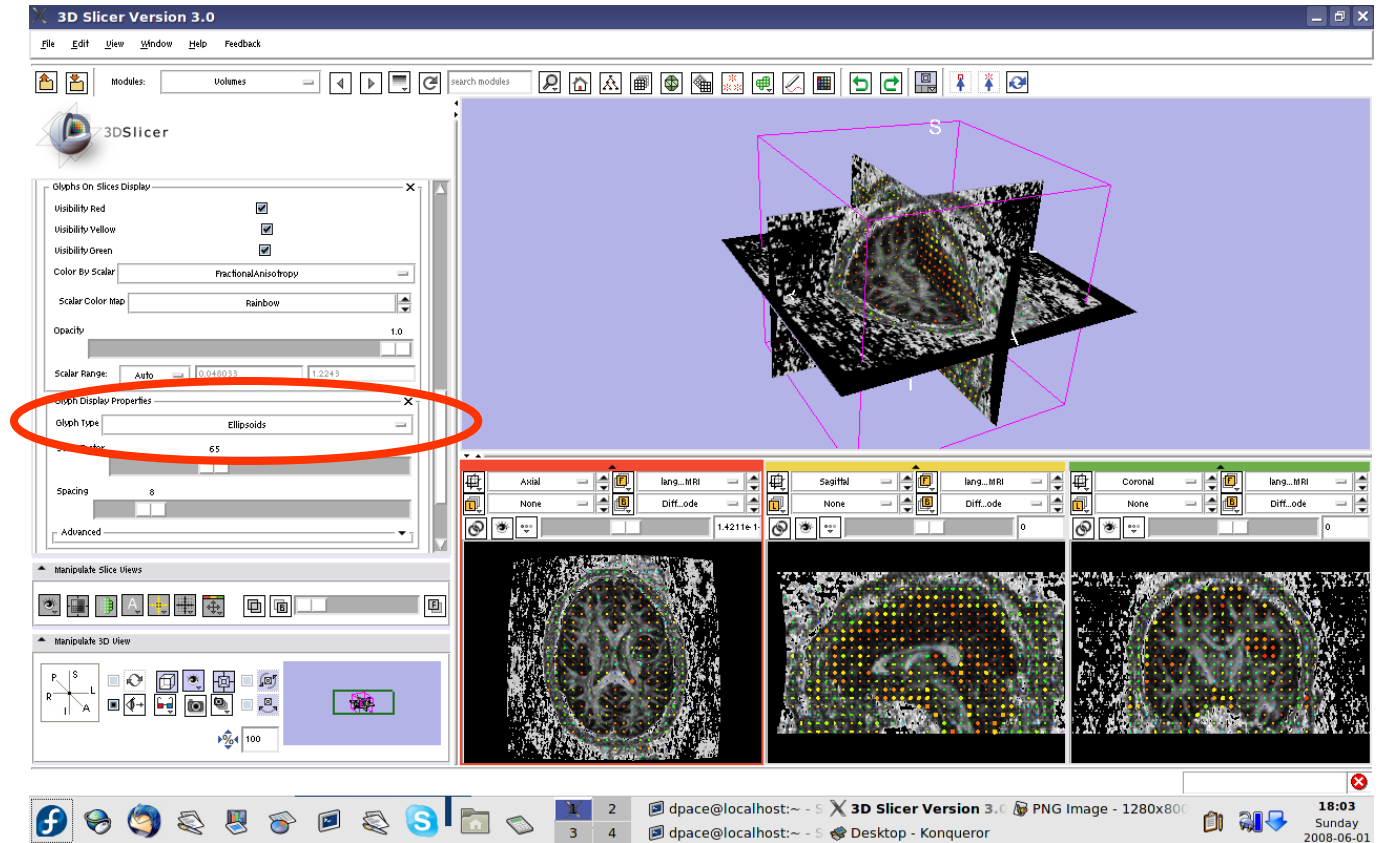 3D Slicer Version 3.0
File Edit View Window Help Feedback
Modules: Volumes search modules
3DSlicer
Glyphs On Slices Display
Visibility Red
Visibility Yellow
Visibility Green
Color By Scalar FractionalAnisotropy
Scalar Color Map Rainbow
Opacity 1.0
Scalar Range: Auto 0.048033 1.2243
Glyph Display Properties
Glyph Type Ellipsoids
65
Spacing 8
Advanced
Manipulate Slice Views
A F
B
Manipulate 3D View
P S
R L
I A
% 100
S
A
I
Axial F lang...MRI
L None B Diff...ode
1.4211e-1
Sagittal F lang...MRI
L None B Diff...ode
0
Coronal F lang...MRI
L None B Diff...ode
0
1 2
3 4
dpace@localhost:~ - S 3D Slicer Version 3.0 PNG Image - 1280x800
dpace@localhost:~ - S Desktop - Konqueror
18:03
Sunday
2008-06-01